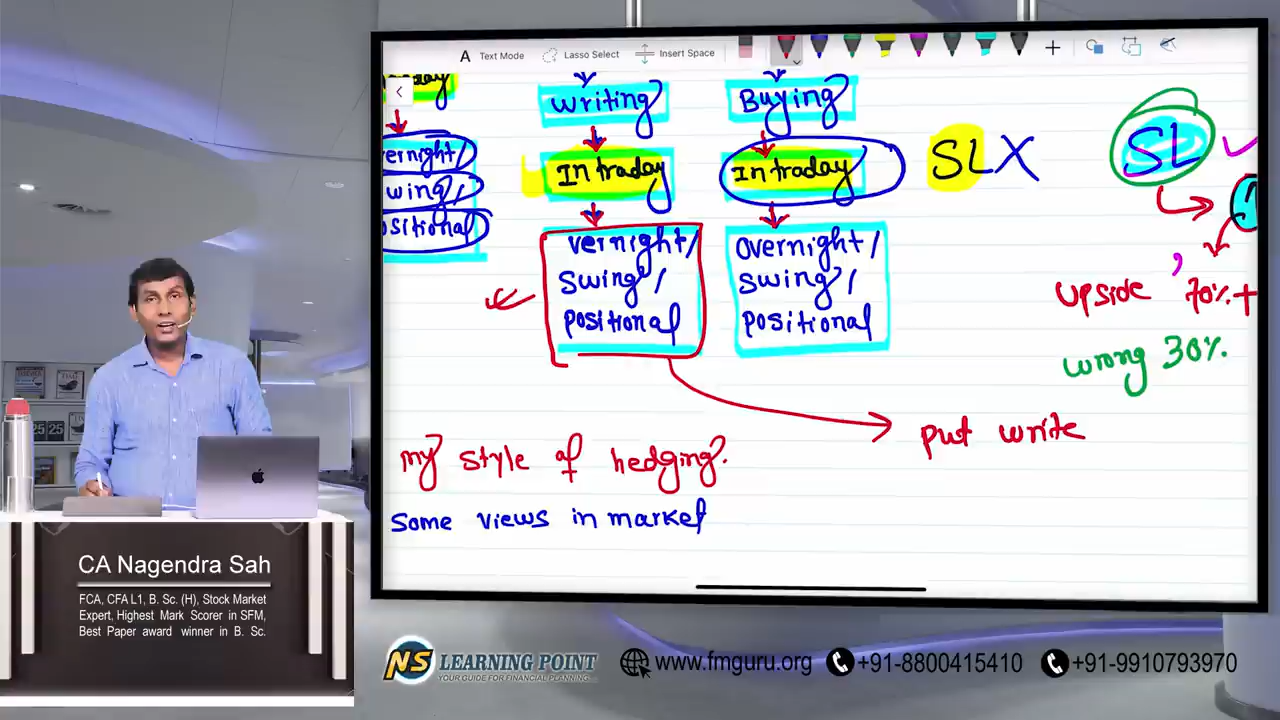 Text Mode
Lasso Select
Insert Space
Writing
Buying
Intraday
Intraday
SLX
SL
ernight/
wing/
ositional
vernight/
swing/
positional
overnight/
swing/
positional
upside , 70%+
wrong 30%
put write
my style of hedging.
some views in market
CA Nagendra Sah
FCA, CFA L1, B. Sc. (H), Stock Market
Expert, Highest Mark Scorer in SFM,
Best Paper award winner in B. Sc.
NS LEARNING POINT
YOUR GUIDE FOR FINANCIAL PLANNING...
www.fmguru.org
+91-8800415410
+91-9910793970